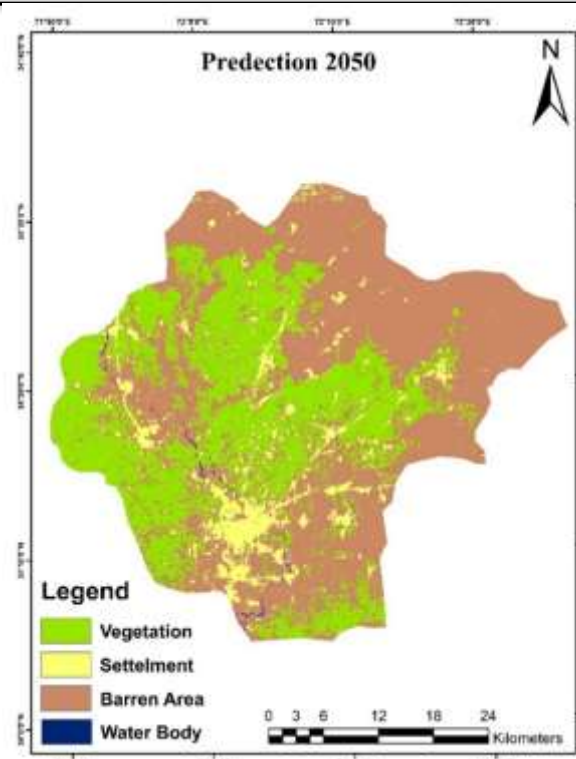 Predection 2050
N
Legend
Vegetation
Settelment
Barren Area
Water Body
0 3 6 12 18 24
Kilometers